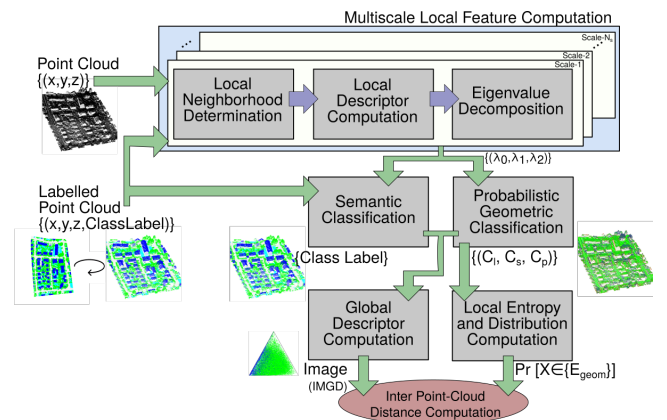 Multiscale Local Feature Computation
Scale-Nₛ
Scale-2
Scale-1
Point Cloud
{(x,y,z)}
Local
Neighborhood
Determination
Local
Descriptor
Computation
Eigenvalue
Decomposition
{(λ₀,λ₁,λ₂)}
Labelled
Point Cloud
{(x,y,z,ClassLabel)}
Semantic
Classification
Probabilistic
Geometric
Classification
{Class Label}
{(Cₗ, Cₛ, Cₚ)}
Global
Descriptor
Computation
Local Entropy
and Distribution
Computation
Image
(IMGD)
Pr [X∈{E_geom}]
Inter Point-Cloud
Distance Computation